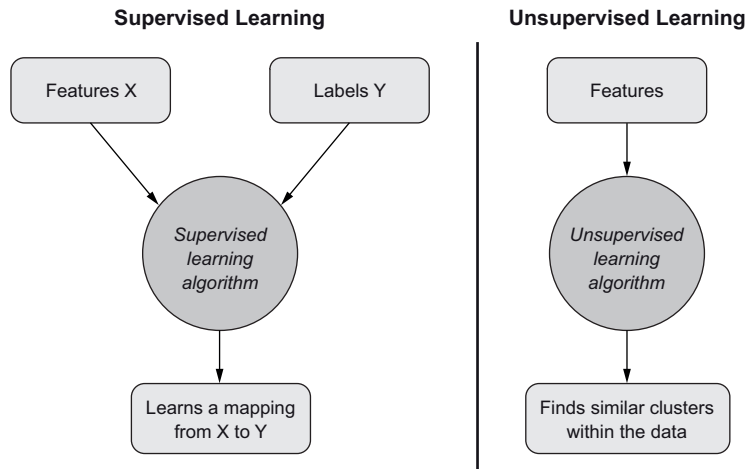 Supervised Learning
Features X
Labels Y
Supervised
learning
algorithm
Learns a mapping
from X to Y
Unsupervised Learning
Features
Unsupervised
learning
algorithm
Finds similar clusters
within the data